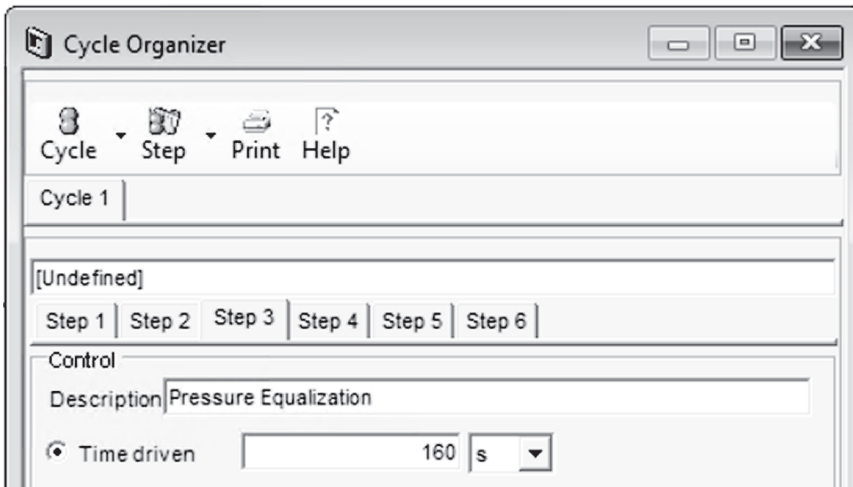 Cycle Organizer
Cycle Step Print Help
Cycle 1
[Undefined]
Step 1 Step 2 Step 3 Step 4 Step 5 Step 6
Control
Description Pressure Equalization
Time driven 160 s